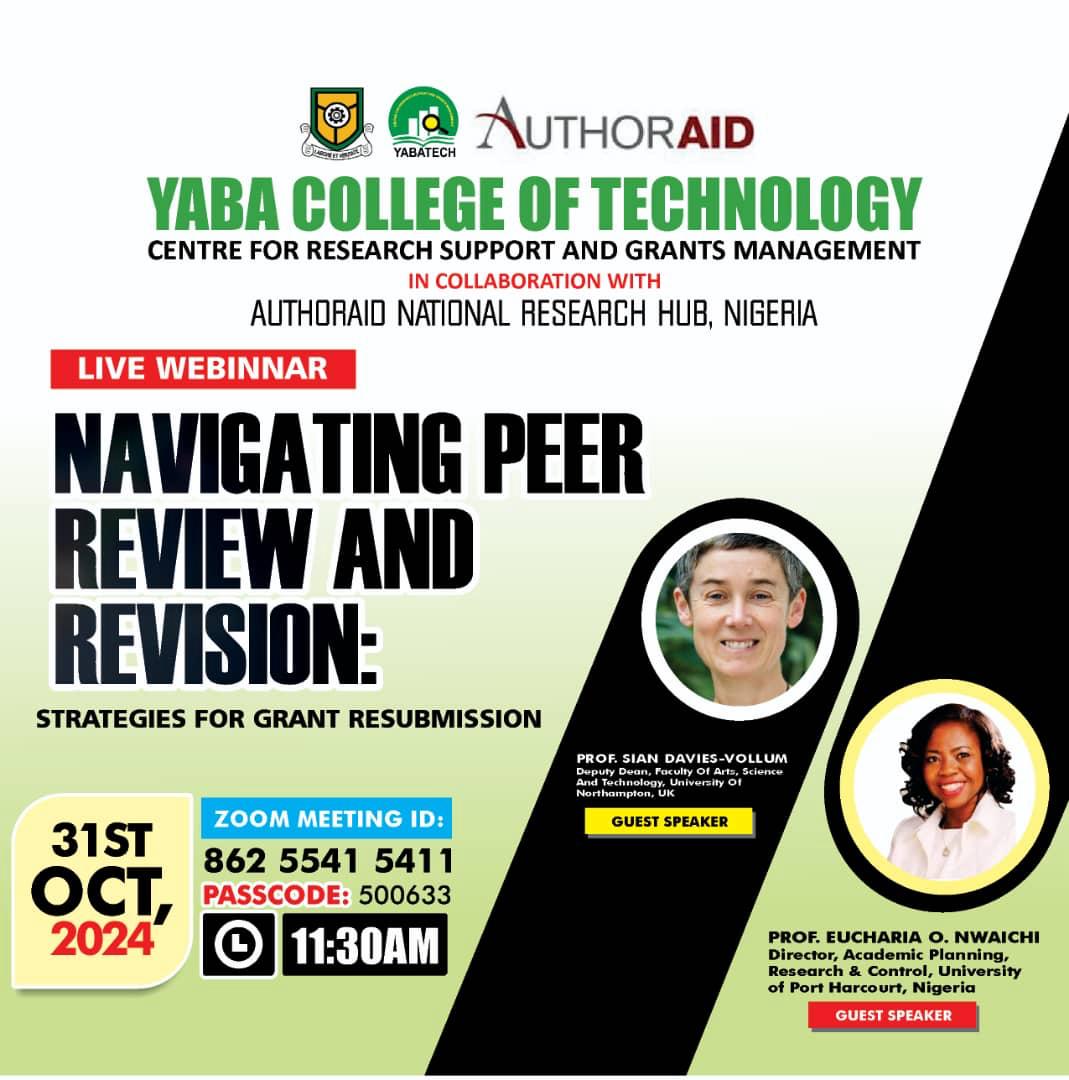 LABORE ET VERITATE
YABATECH
AUTHORAID
YABA COLLEGE OF TECHNOLOGY
CENTRE FOR RESEARCH SUPPORT AND GRANTS MANAGEMENT
IN COLLABORATION WITH
AUTHORAID NATIONAL RESEARCH HUB, NIGERIA
LIVE WEBINNAR
NAVIGATING PEER
REVIEW AND
REVISION:
STRATEGIES FOR GRANT RESUBMISSION
PROF. SIAN DAVIES-VOLLUM
Deputy Dean, Faculty Of Arts, Science
And Technology, University Of
Northampton, UK
GUEST SPEAKER
31ST
OCT,
2024
ZOOM MEETING ID:
862 5541 5411
PASSCODE: 500633
11:30AM
PROF. EUCHARIA O. NWAICHI
Director, Academic Planning,
Research & Control, University
of Port Harcourt, Nigeria
GUEST SPEAKER